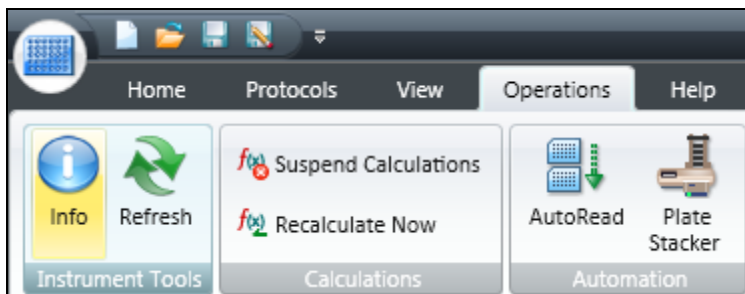 Home Protocols View Operations Help
Info Refresh
f(x) Suspend Calculations
f(x) Recalculate Now
AutoRead Plate Stacker
Instrument Tools Calculations Automation